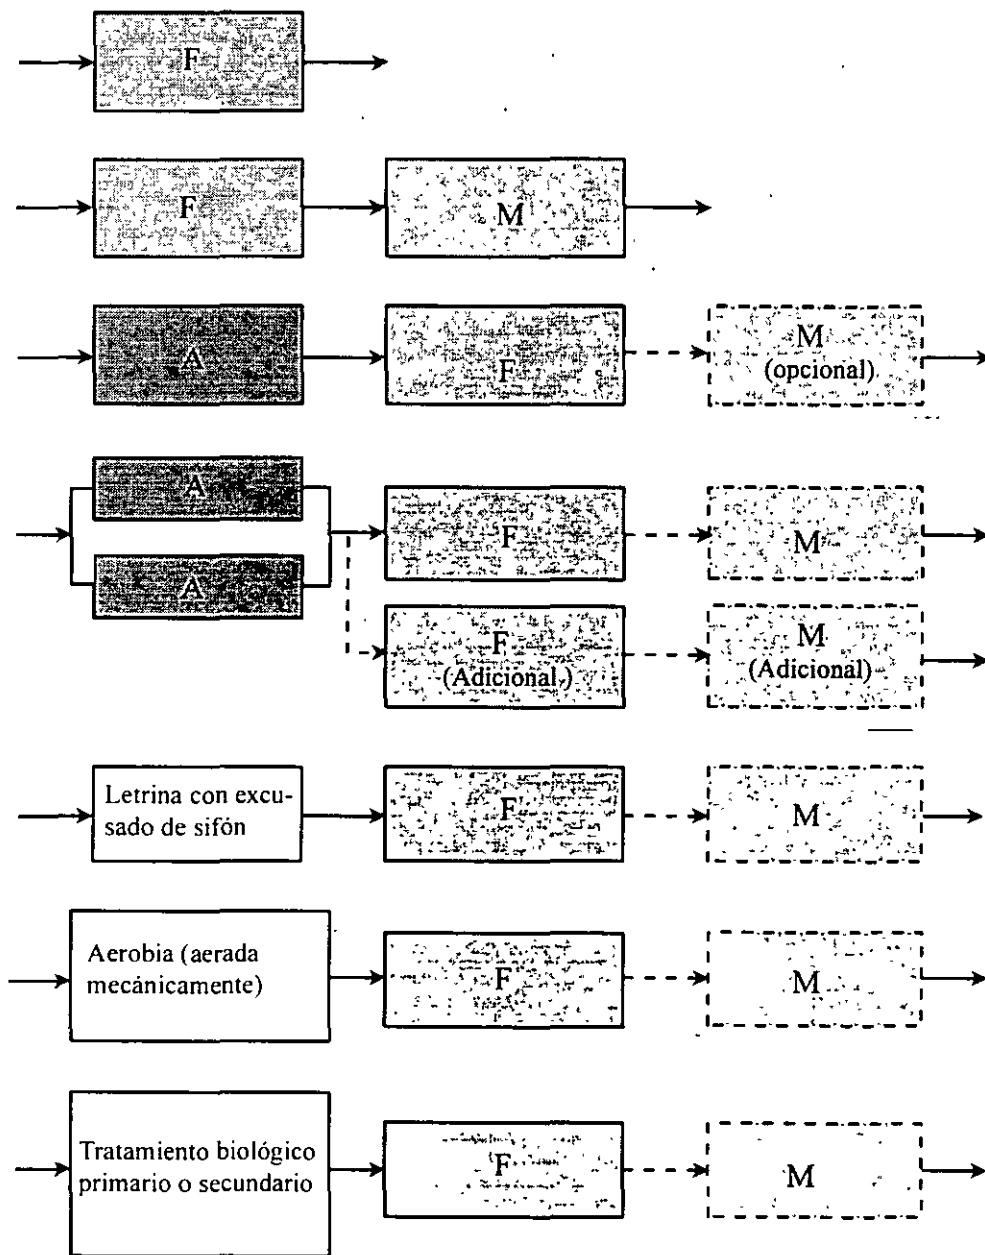 F
F
M
A
F
M
(opcional)
A
A
F
M
F
(Adicional)
M
(Adicional)
Letrina con excu-
sado de sifón
F
M
Aerobia (aerada
mecánicamente)
F
M
Tratamiento biológico
primario o secundario
F
M